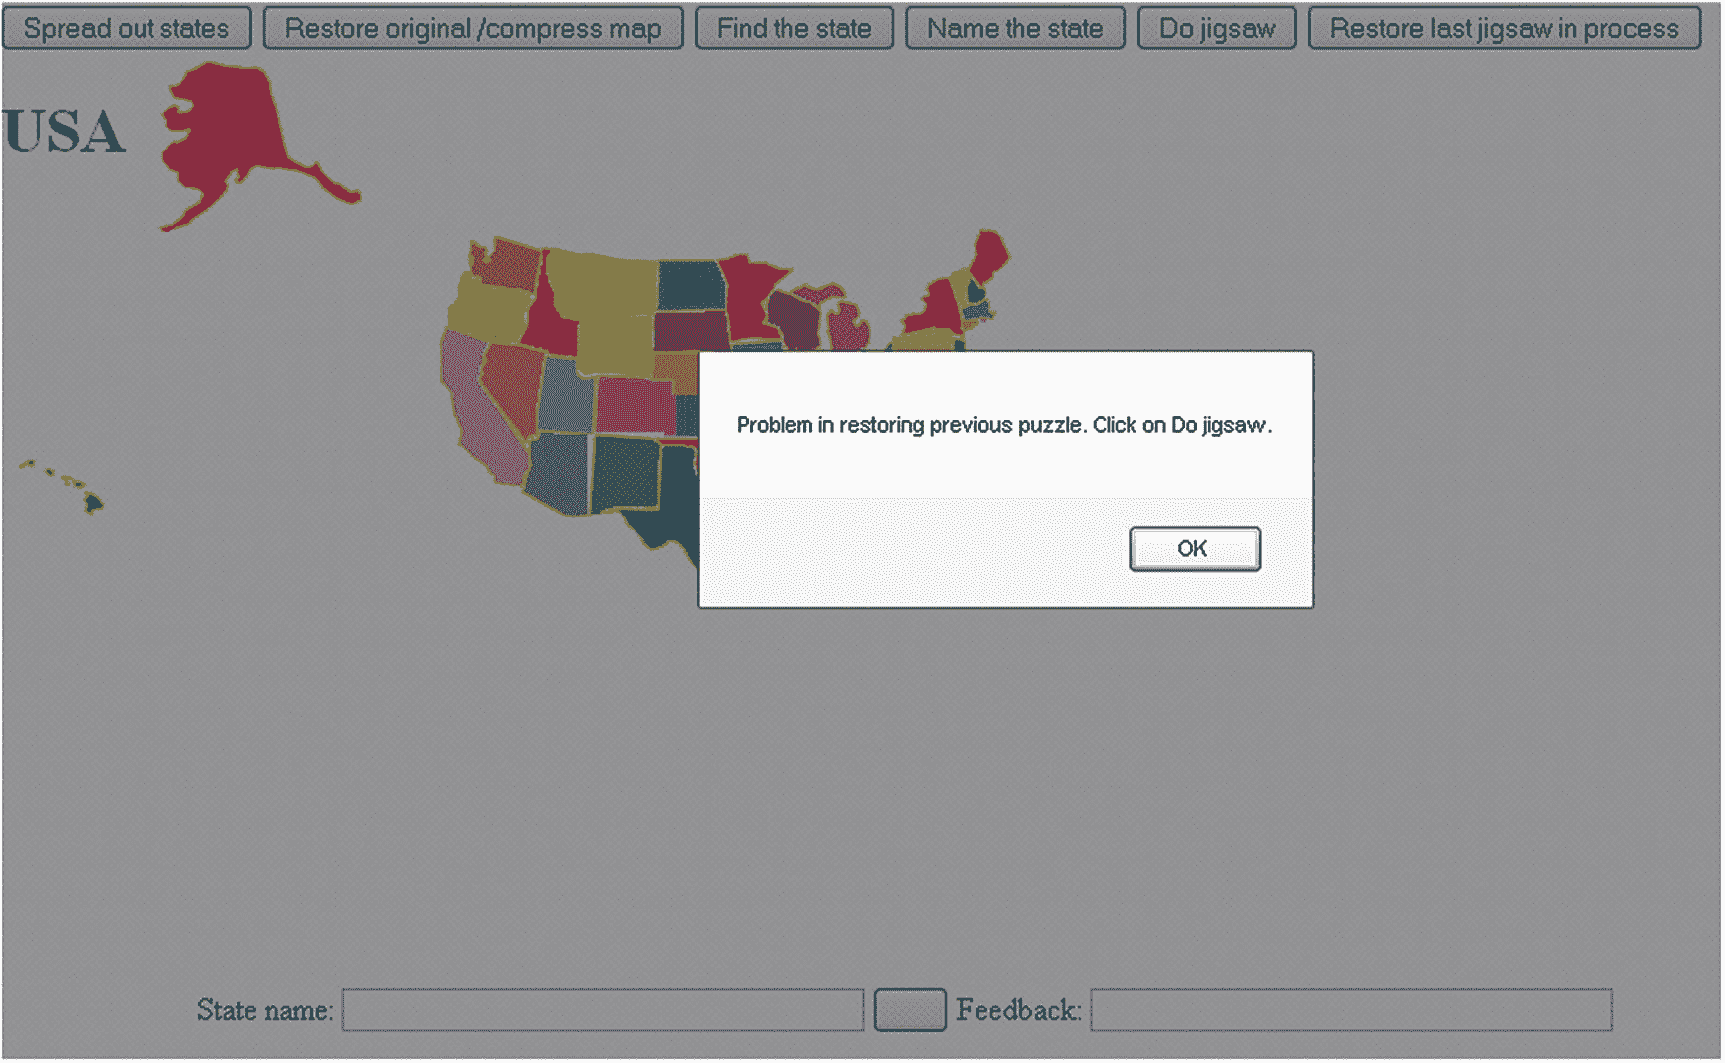 Spread out states Restore original /compress map Find the state Name the state Do jigsaw Restore last jigsaw in process
USA
Problem in restoring previous puzzle. Click on Do jigsaw.
OK
State name: Feedback: